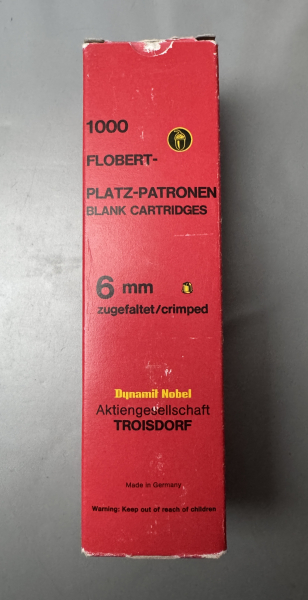 1000
FLOBERT-
PLATZ-PATRONEN
BLANK CARTRIDGES
6 mm
zugefaltet/crimped
Dynamit Nobel
Aktiengesellschaft
TROISDORF
Made in Germany
Warning: Keep out of reach of children